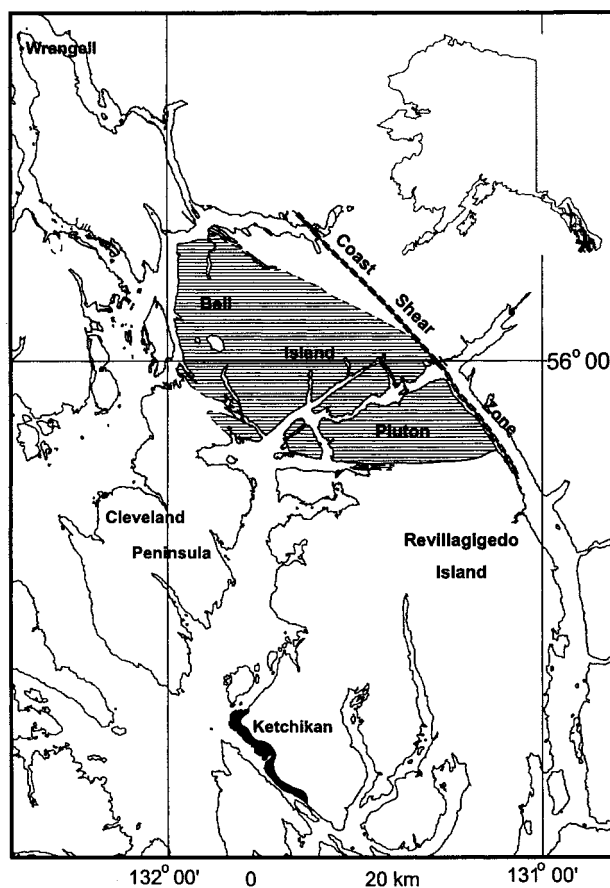 Wrangell
Coast
Shear
Zone
Bell
Island
Pluton
56° 00
Cleveland
Peninsula
Revillagigedo
Island
Ketchikan
132° 00'
0
20 km
131° 00'